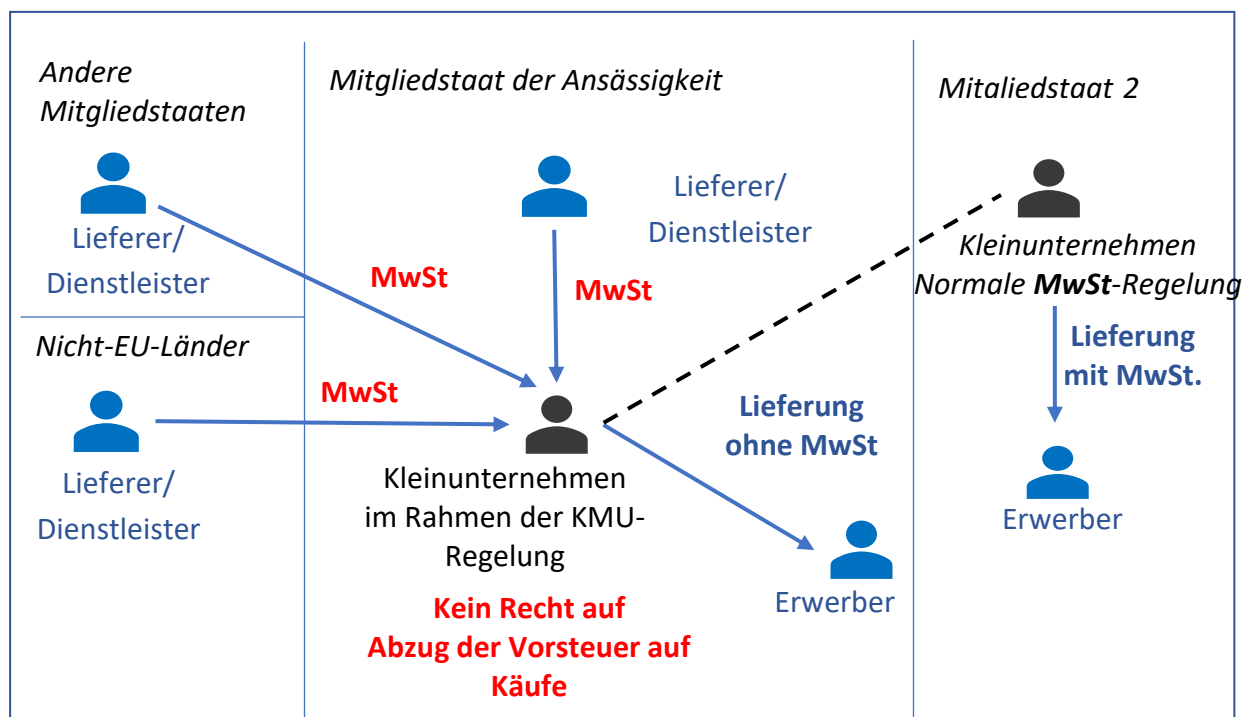 Andere
Mitgliedstaaten
Lieferer/
Dienstleister
MwSt
Nicht-EU-Länder
Lieferer/
Dienstleister
MwSt
Mitgliedstaat der Ansässigkeit
Lieferer/
Dienstleister
MwSt
Kleinunternehmen
im Rahmen der KMU-
Regelung
Kein Recht auf
Abzug der Vorsteuer auf
Käufe
Lieferung
ohne MwSt
Erwerber
Mitaliedstaat 2
Kleinunternehmen
Normale MwSt-Regelung
Lieferung
mit MwSt.
Erwerber